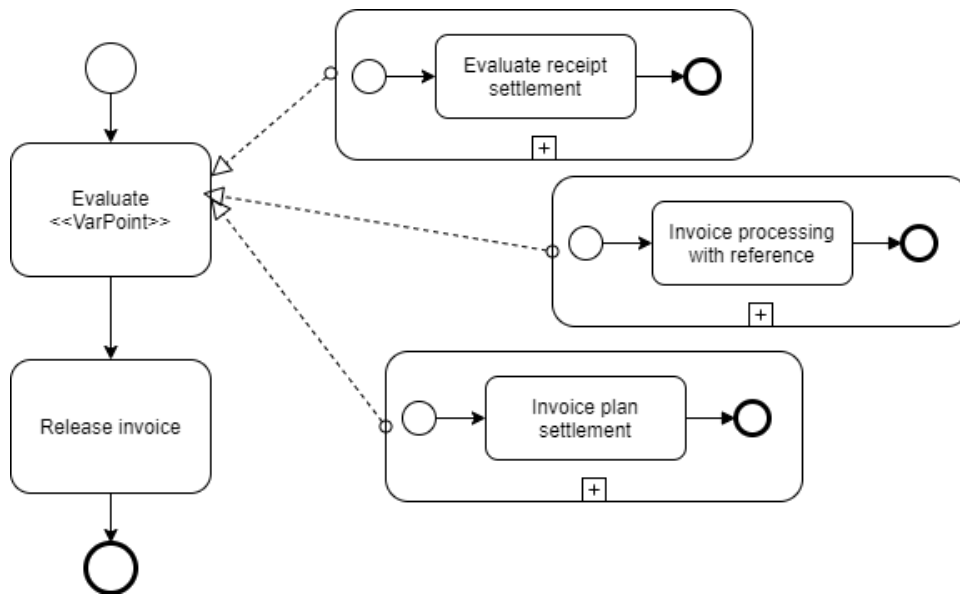 Evaluate receipt
settlement
Evaluate
<<VarPoint>>
Invoice processing
with reference
Release invoice
Invoice plan
settlement